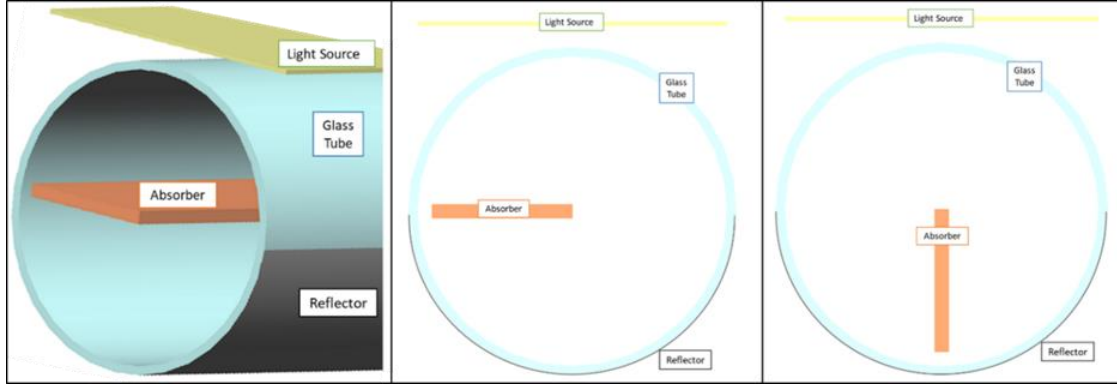 Light Source
Glass
Tube
Absorber
Reflector
Light Source
Glass
Tube
Absorber
Reflector
Light Source
Glass
Tube
Absorber
Reflector